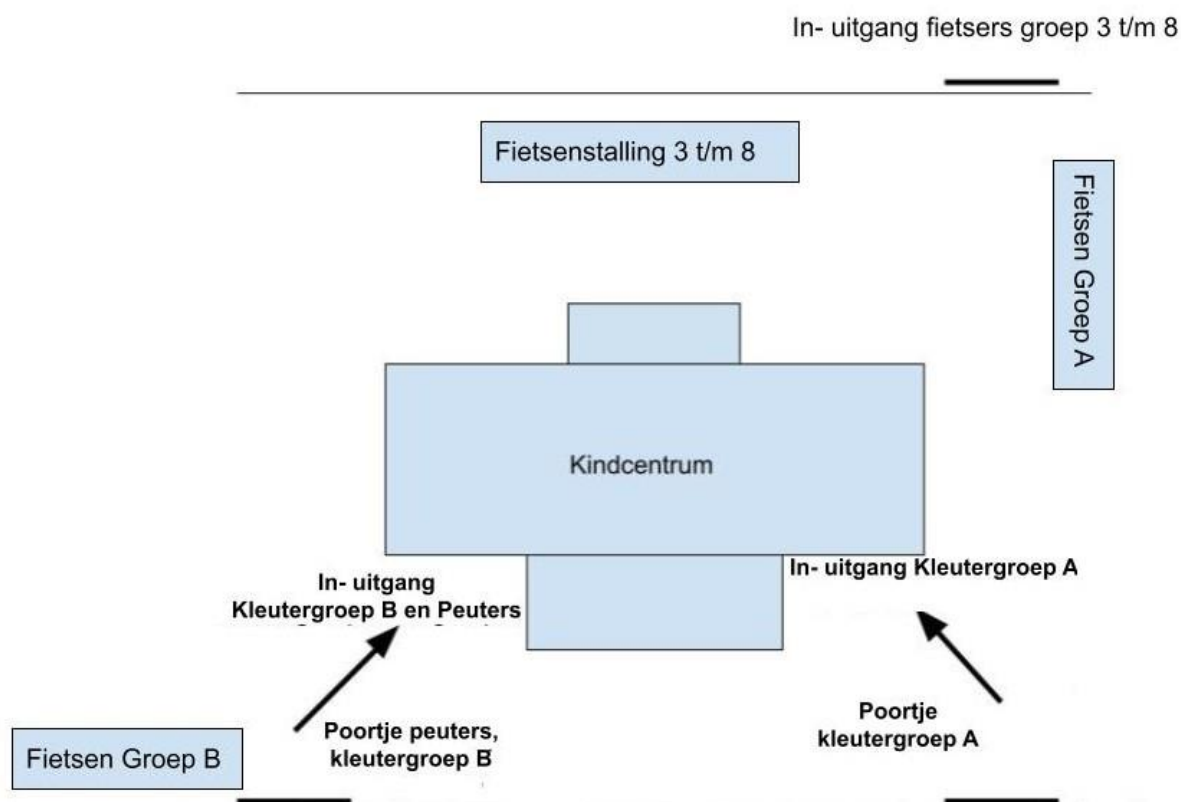 In- uitgang fietsers groep 3 t/m 8
Fietsenstalling 3 t/m 8
Fietsen Groep A
Kindcentrum
In- uitgang
Kleutergroep B en Peuters
In- uitgang Kleutergroep A
Poortje peuters,
kleutergroep B
Poortje
kleutergroep A
Fietsen Groep B